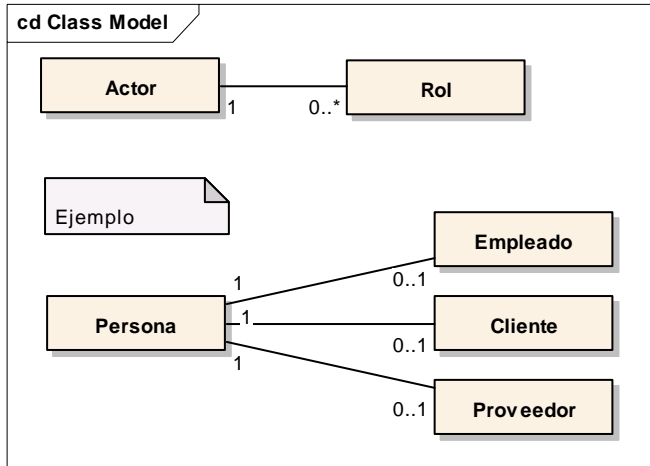 cd Class Model
Actor
Rol
1
0..*
Ejemplo
Empleado
1
0..1
Persona
1
Cliente
0..1
1
0..1
Proveedor